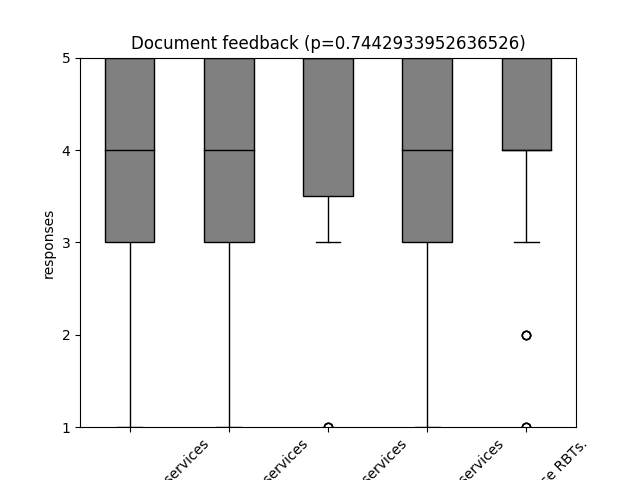 Document feedback (p=0.7442933952636526)
5
4
3
2
1
responses
services
services
services
services
RBTs.